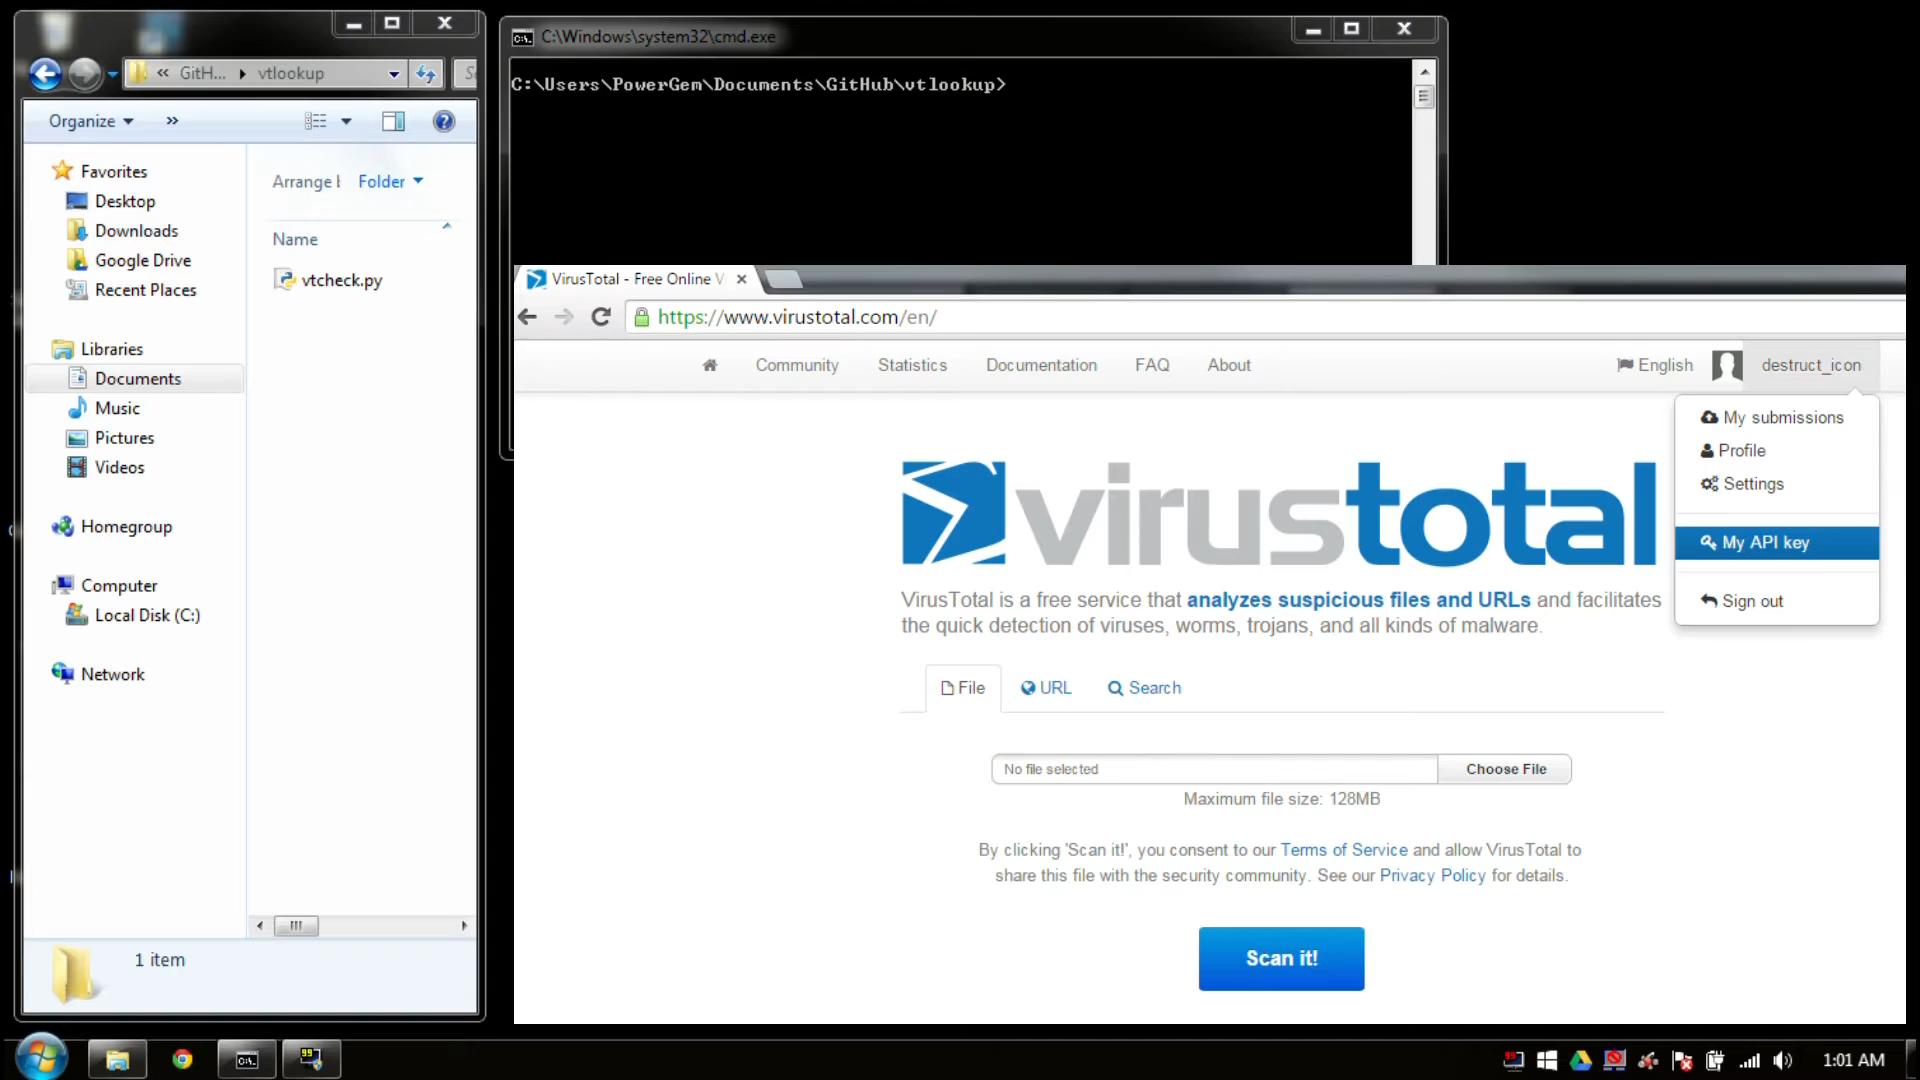 GitH...
vtlookup
Organize
»
Favorites
Desktop
Downloads
Google Drive
Recent Places
Libraries
Documents
Music
Pictures
Videos
Homegroup
Computer
Local Disk (C:)
Network
Folder
Name
vtcheck.py
1 item
C:\Windows\system32\cmd.exe
C:\Users\PowerGem\Documents\GitHub\vtlookup>
VirusTotal - Free Online V
https://www.virustotal.com/en/
Community Statistics Documentation FAQ About English destruct_icon
My submissions
Profile
Settings
My API key
Sign out
virustotal
VirusTotal is a free service that analyzes suspicious files and URLs and facilitates
the quick detection of viruses, worms, trojans, and all kinds of malware.
File URL Search
No file selected Choose File
Maximum file size: 128MB
By clicking 'Scan it!', you consent to our Terms of Service and allow VirusTotal to
share this file with the security community. See our Privacy Policy for details.
Scan it!
1:01 AM